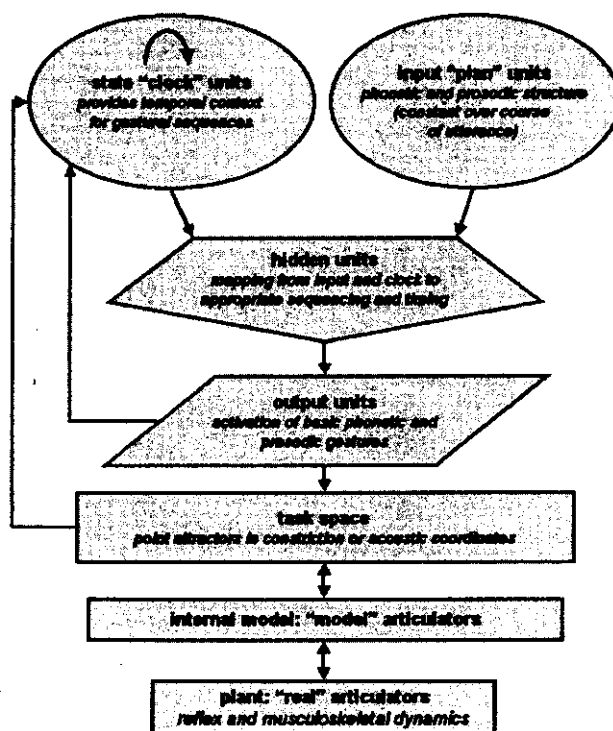 state "clock" units
provides temporal context
for gestural sequences
input "plan" units
phonetic and prosodic structure
(constant over course
of utterence)
hidden units
mapping from input and clock to
appropriate sequencing and timing
output units
activation of basic phonetic and
prosodic gestures
task space
point attractors in constriction or acoustic coordinates
internal model: "model" articulators
plant: "real" articulators
reflex and musculoskeletal dynamics